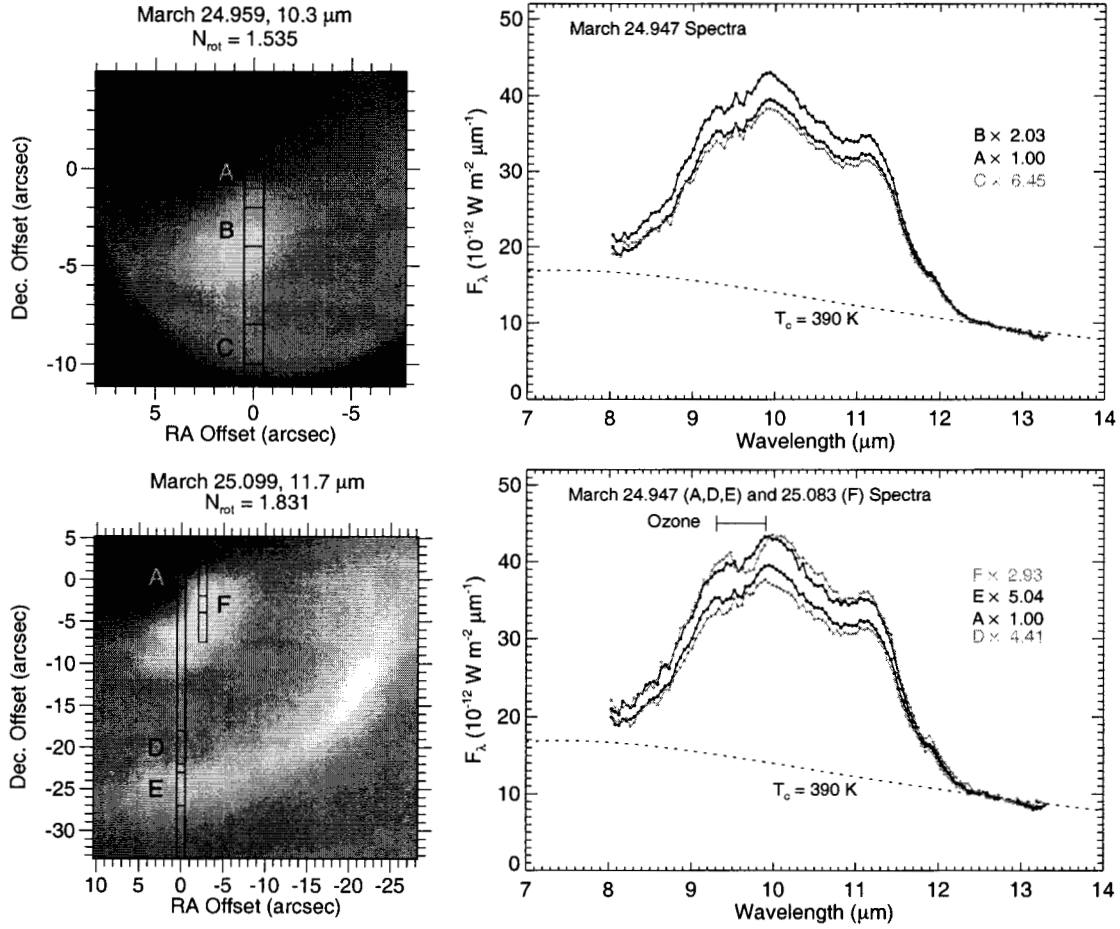 March 24.959, 10.3 μm
N_rot = 1.535
Dec. Offset (arcsec)
0
-5
-10
A
B
C
5 0 -5
RA Offset (arcsec)
F_λ (10^-12 W m^-2 μm^-1)
50
40
30
20
10
0
March 24.947 Spectra
B × 2.03
A × 1.00
C × 6.45
T_c = 390 K
7 8 9 10 11 12 13 14
Wavelength (μm)
March 25.099, 11.7 μm
N_rot = 1.831
Dec. Offset (arcsec)
5
0
-5
-10
-15
-20
-25
-30
A
F
D
E
10 5 0 -5 -10 -15 -20 -25
RA Offset (arcsec)
F_λ (10^-12 W m^-2 μm^-1)
50
40
30
20
10
0
March 24.947 (A,D,E) and 25.083 (F) Spectra
Ozone
F × 2.93
E × 5.04
A × 1.00
D × 4.41
T_c = 390 K
7 8 9 10 11 12 13 14
Wavelength (μm)